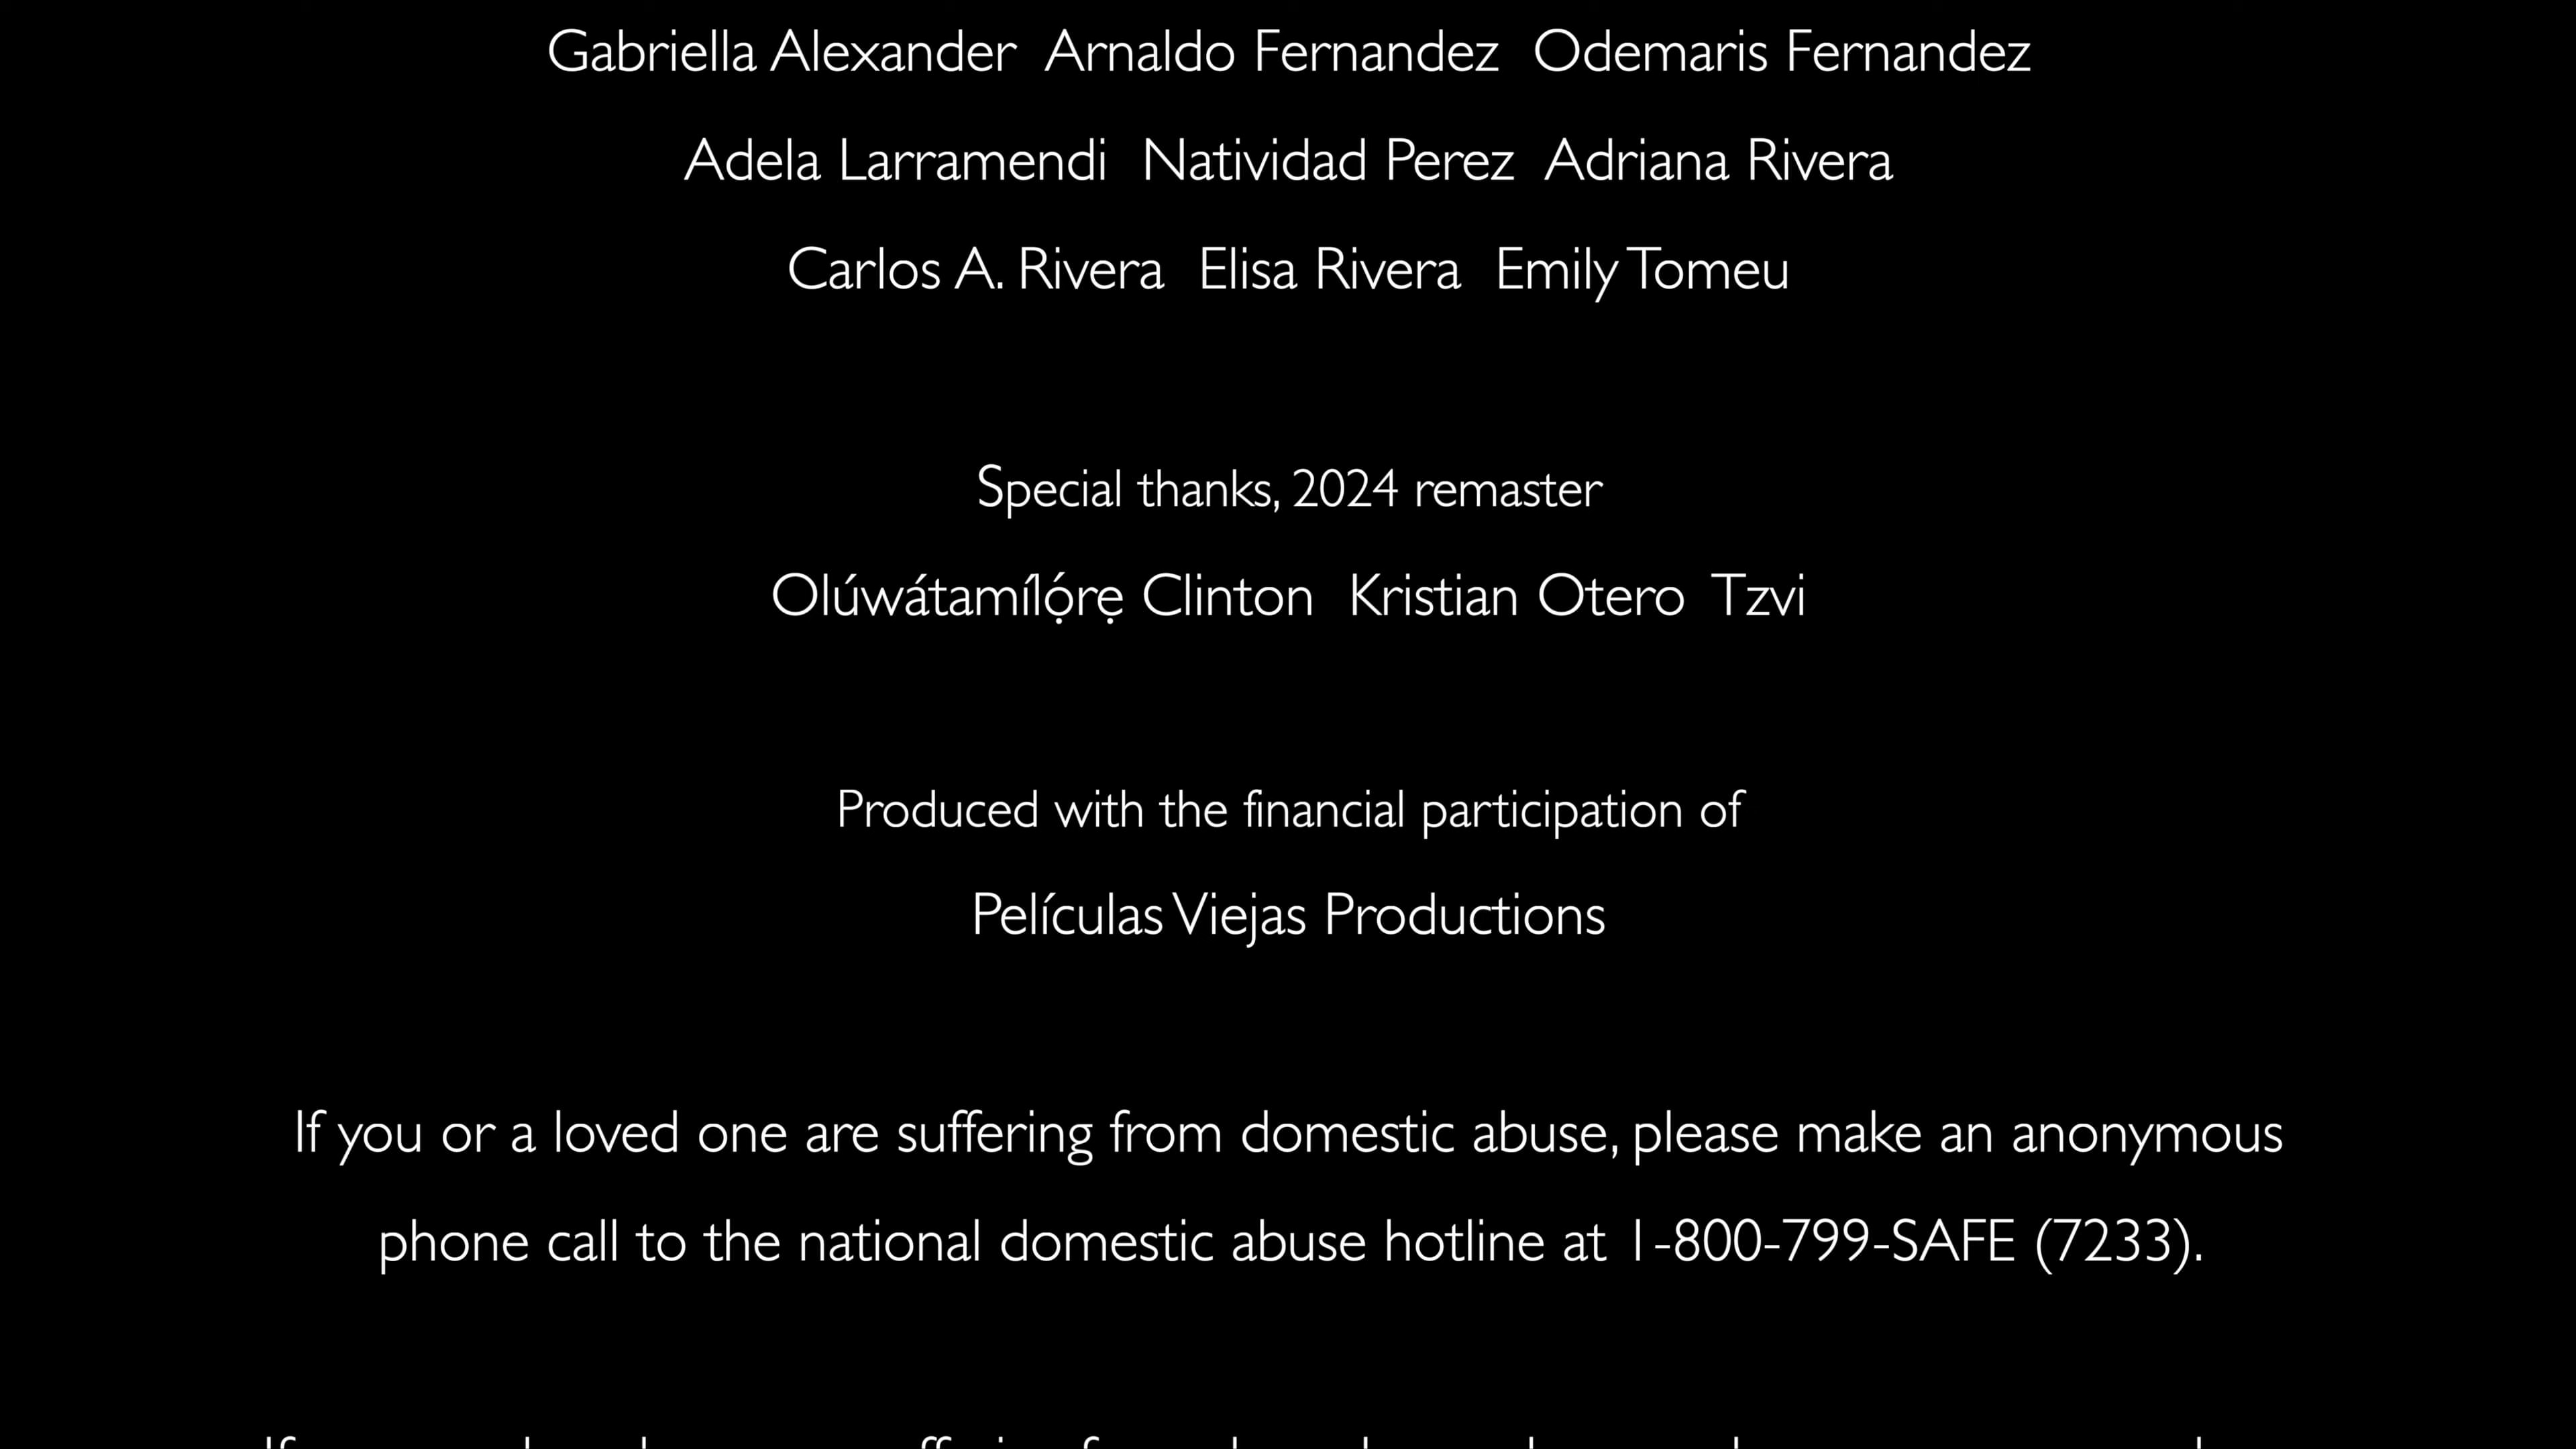 Gabriella Alexander Arnaldo Fernandez Odemaris Fernandez
Adela Larramendi Natividad Perez Adriana Rivera
Carlos A. Rivera Elisa Rivera Emily Tomeu
Special thanks, 2024 remaster
Olúwátamílọ́rẹ Clinton Kristian Otero Tzvi
Produced with the financial participation of
Películas Viejas Productions
If you or a loved one are suffering from domestic abuse, please make an anonymous
phone call to the national domestic abuse hotline at 1-800-799-SAFE (7233).